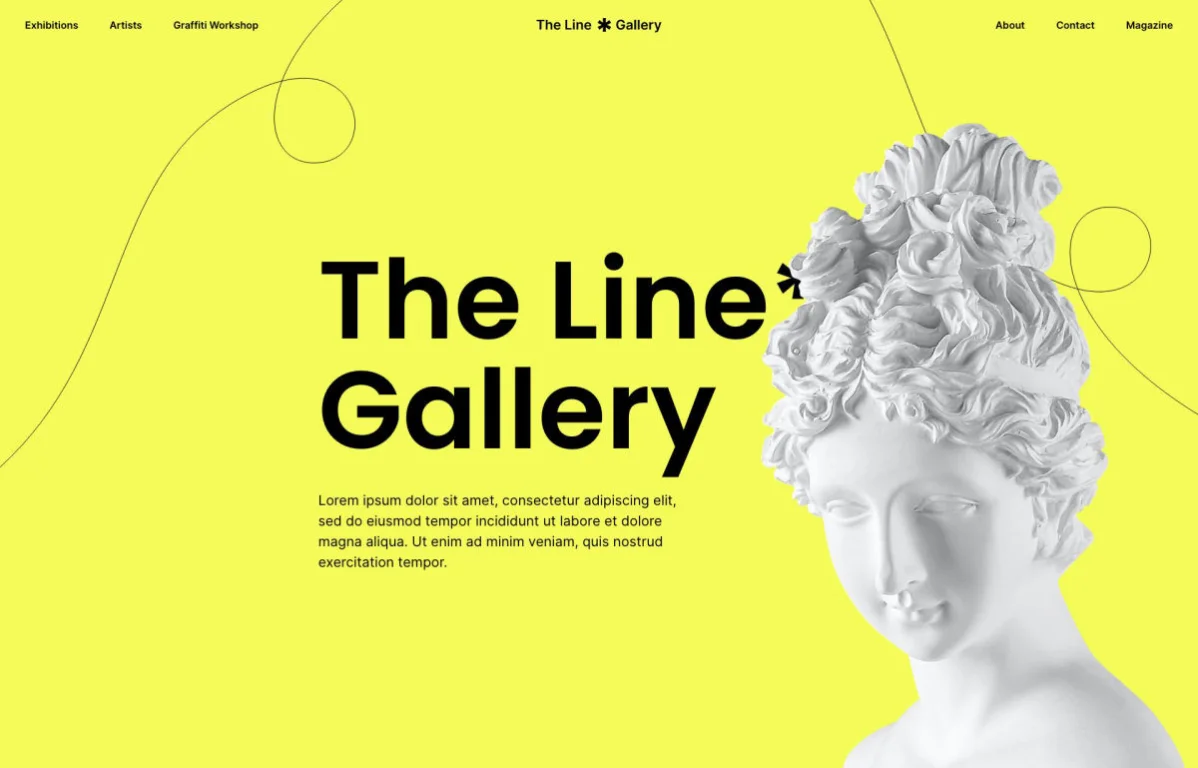 Exhibitions Artists Graffiti Workshop The Line * Gallery About Contact Magazine
The Line*
Gallery
Lorem ipsum dolor sit amet, consectetur adipiscing elit,
sed do eiusmod tempor incididunt ut labore et dolore
magna aliqua. Ut enim ad minim veniam, quis nostrud
exercitation tempor.